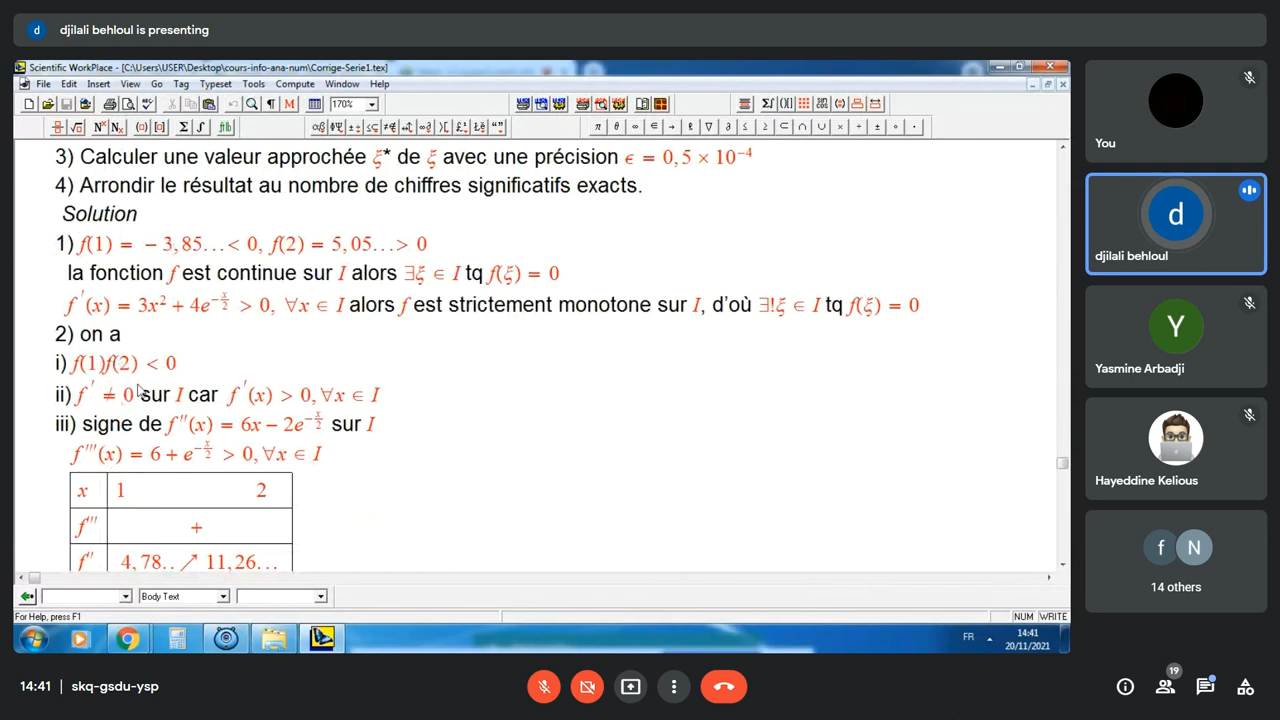 djilali behloul is presenting
Scientific WorkPlace - [C:\Users\USER\Desktop\cours-info-ana-num\Corrige-Serie1.tex]
File Edit Insert View Go Tag Typeset Tools Compute Window Help
170%
3) Calculer une valeur approchée ξ* de ξ avec une précision ϵ = 0,5 × 10⁻⁴
4) Arrondir le résultat au nombre de chiffres significatifs exacts.
Solution
1) f(1) = − 3,85...< 0, f(2) = 5,05...> 0
la fonction f est continue sur I alors ∃ξ ∈ I tq f(ξ) = 0
f ′(x) = 3x² + 4e^(−x/2) > 0, ∀x ∈ I alors f est strictement monotone sur I, d'où ∃!ξ ∈ I tq f(ξ) = 0
2) on a
i) f(1)f(2) < 0
ii) f ′ ≠ 0 sur I car f ′(x) > 0, ∀x ∈ I
iii) signe de f ″(x) = 6x − 2e^(−x/2) sur I
f ‴(x) = 6 + e^(−x/2) > 0, ∀x ∈ I
x 1 2
f‴ +
f″ 4,78.. ↗ 11,26...
Body Text
For Help, press F1
NUM WRITE
FR
14:41
20/11/2021
You
d
djilali behloul
Y
Yasmine Arbadji
Hayeddine Kelious
f N
14 others
14:41 | skq-gsdu-ysp
19